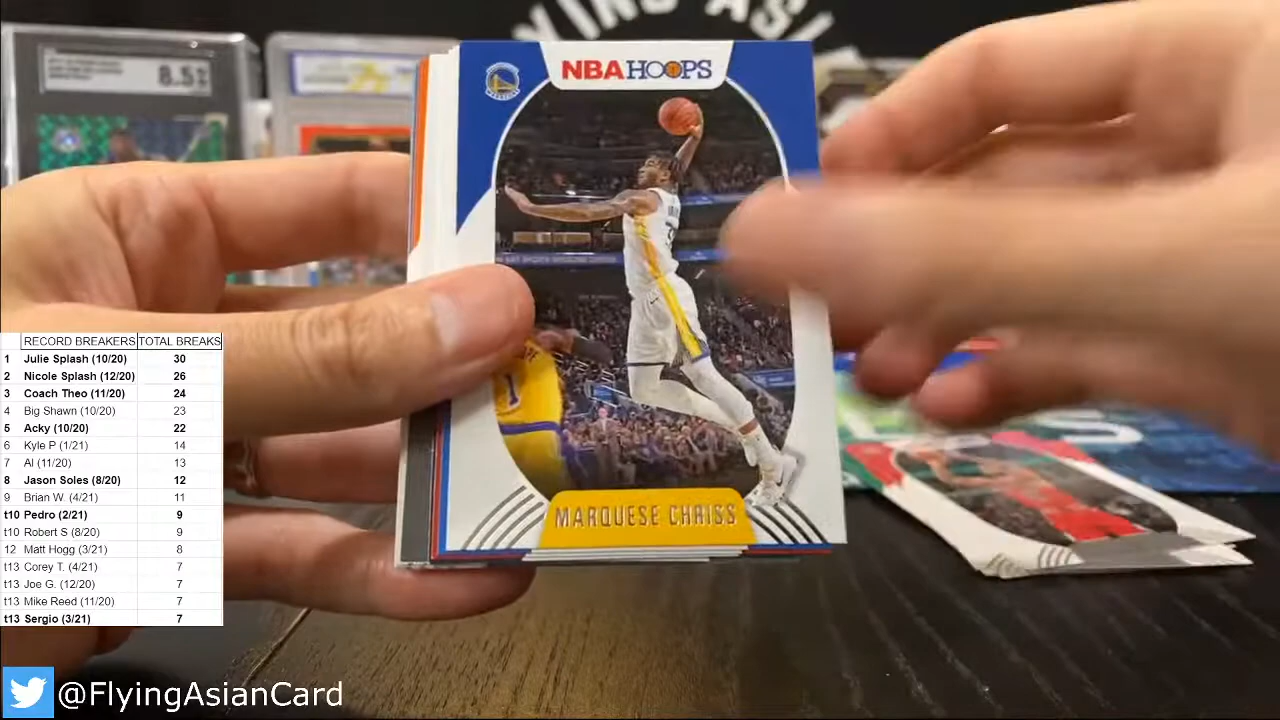 FLYING ASI
8.5
NBA HOOPS
MARQUESE CHRISS
1
S
RECORD BREAKERS TOTAL BREAKS
1 Julie Splash (10/20) 30
2 Nicole Splash (12/20) 26
3 Coach Theo (11/20) 24
4 Big Shawn (10/20) 23
5 Acky (10/20) 22
6 Kyle P (1/21) 14
7 Al (11/20) 13
8 Jason Soles (8/20) 12
9 Brian W. (4/21) 11
t10 Pedro (2/21) 9
t10 Robert S (8/20) 9
12 Matt Hogg (3/21) 8
t13 Corey T. (4/21) 7
t13 Joe G. (12/20) 7
t13 Mike Reed (11/20) 7
t13 Sergio (3/21) 7
@FlyingAsianCard